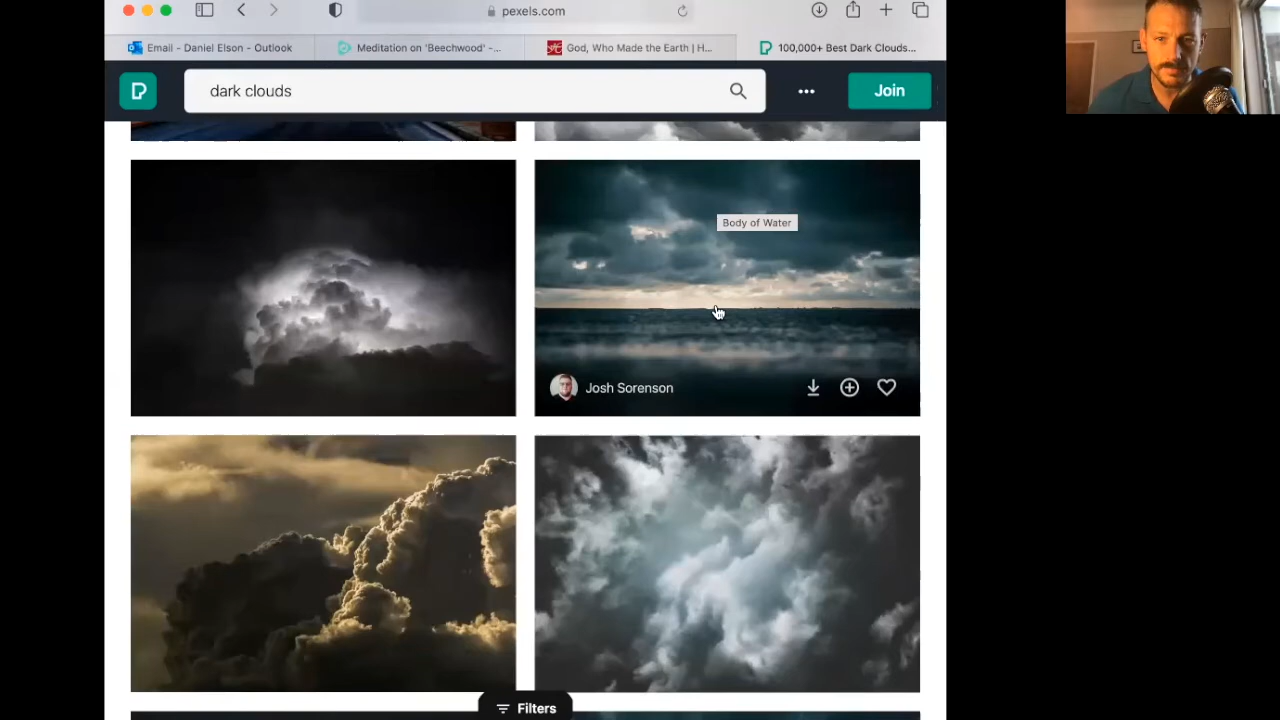 pexels.com
Email - Daniel Elson - Outlook
Meditation on 'Beechwood' -...
God, Who Made the Earth | H...
100,000+ Best Dark Clouds...
dark clouds
Join
Body of Water
Josh Sorenson
Filters